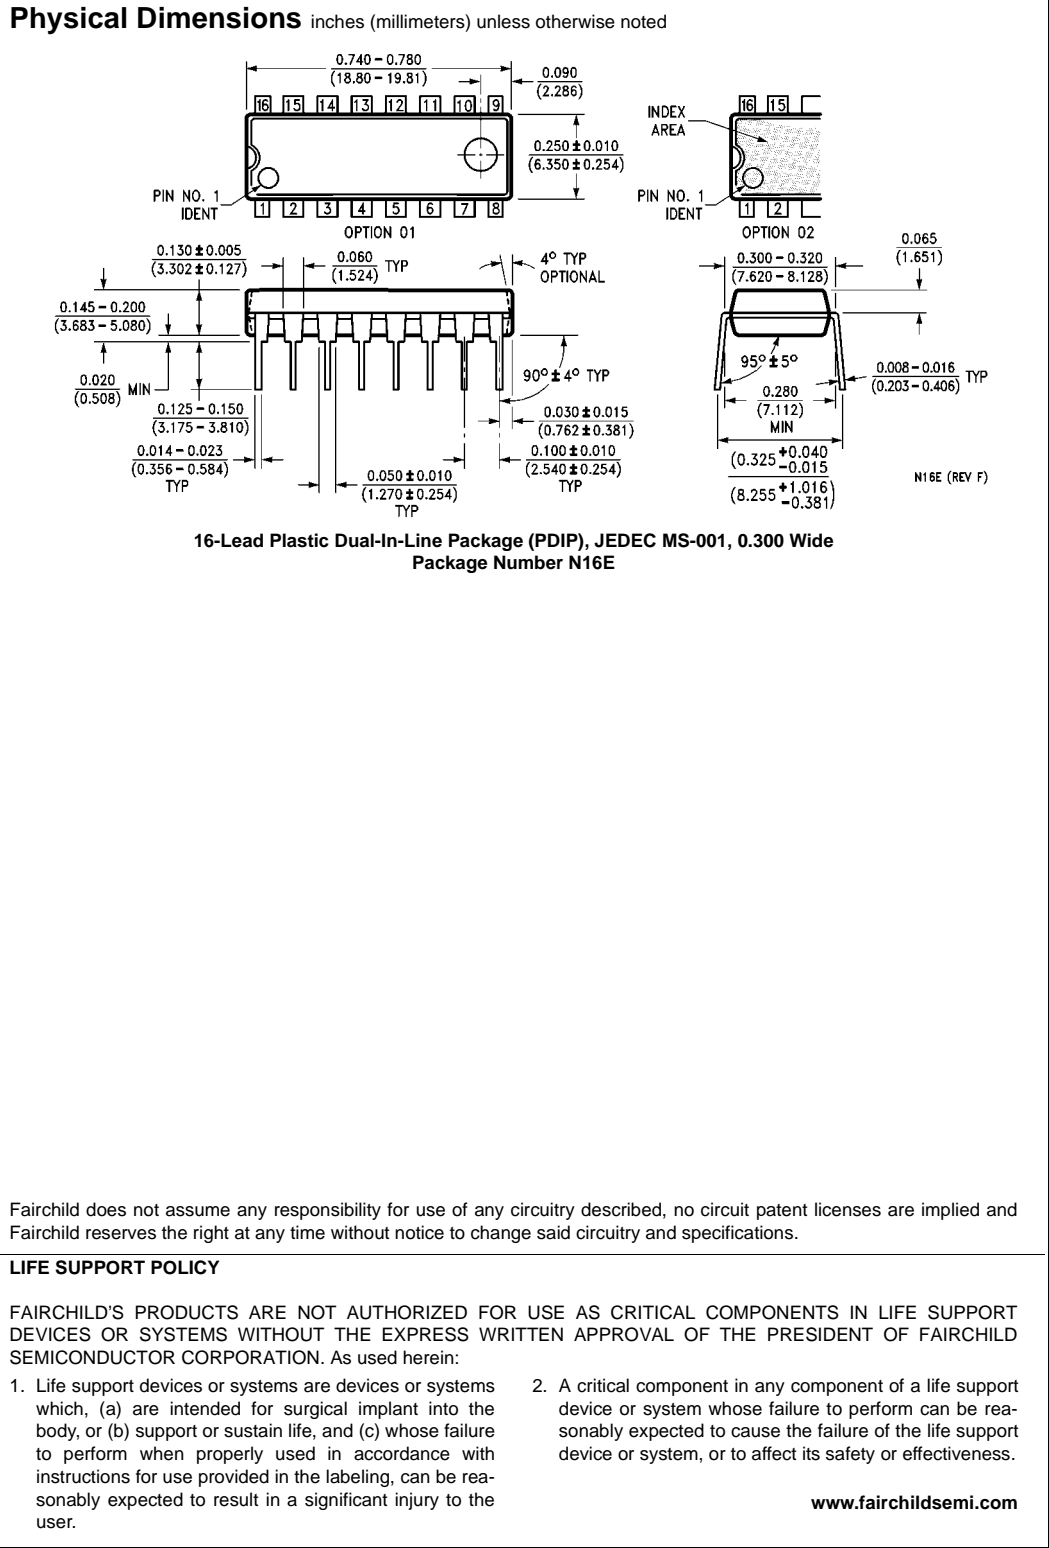 Physical Dimensions inches (millimeters) unless otherwise noted
0.740 – 0.780
(18.80 – 19.81)
0.090
(2.286)
16 15 14 13 12 11 10 9
16 15
INDEX
AREA
0.250 ± 0.010
(6.350 ± 0.254)
PIN NO. 1
IDENT
1 2 3 4 5 6 7 8
OPTION 01
PIN NO. 1
IDENT
1 2
OPTION 02
0.130 ± 0.005
(3.302 ± 0.127)
0.060
(1.524)
TYP
4° TYP
OPTIONAL
0.300 – 0.320
(7.620 – 8.128)
0.065
(1.651)
0.145 – 0.200
(3.683 – 5.080)
0.020
(0.508)
MIN
0.125 – 0.150
(3.175 – 3.810)
0.014 – 0.023
(0.356 – 0.584)
TYP
0.050 ± 0.010
(1.270 ± 0.254)
TYP
90° ± 4° TYP
0.030 ± 0.015
(0.762 ± 0.381)
0.100 ± 0.010
(2.540 ± 0.254)
TYP
95° ± 5°
0.008 – 0.016
(0.203 – 0.406)
TYP
0.280
(7.112)
MIN
(0.325 +0.040
–0.015
(8.255 +1.016)
–0.381)
N16E (REV F)
16-Lead Plastic Dual-In-Line Package (PDIP), JEDEC MS-001, 0.300 Wide
Package Number N16E
Fairchild does not assume any responsibility for use of any circuitry described, no circuit patent licenses are implied and
Fairchild reserves the right at any time without notice to change said circuitry and specifications.
LIFE SUPPORT POLICY
FAIRCHILD'S PRODUCTS ARE NOT AUTHORIZED FOR USE AS CRITICAL COMPONENTS IN LIFE SUPPORT
DEVICES OR SYSTEMS WITHOUT THE EXPRESS WRITTEN APPROVAL OF THE PRESIDENT OF FAIRCHILD
SEMICONDUCTOR CORPORATION. As used herein:
1. Life support devices or systems are devices or systems
which, (a) are intended for surgical implant into the
body, or (b) support or sustain life, and (c) whose failure
to perform when properly used in accordance with
instructions for use provided in the labeling, can be rea-
sonably expected to result in a significant injury to the
user.
2. A critical component in any component of a life support
device or system whose failure to perform can be rea-
sonably expected to cause the failure of the life support
device or system, or to affect its safety or effectiveness.
www.fairchildsemi.com